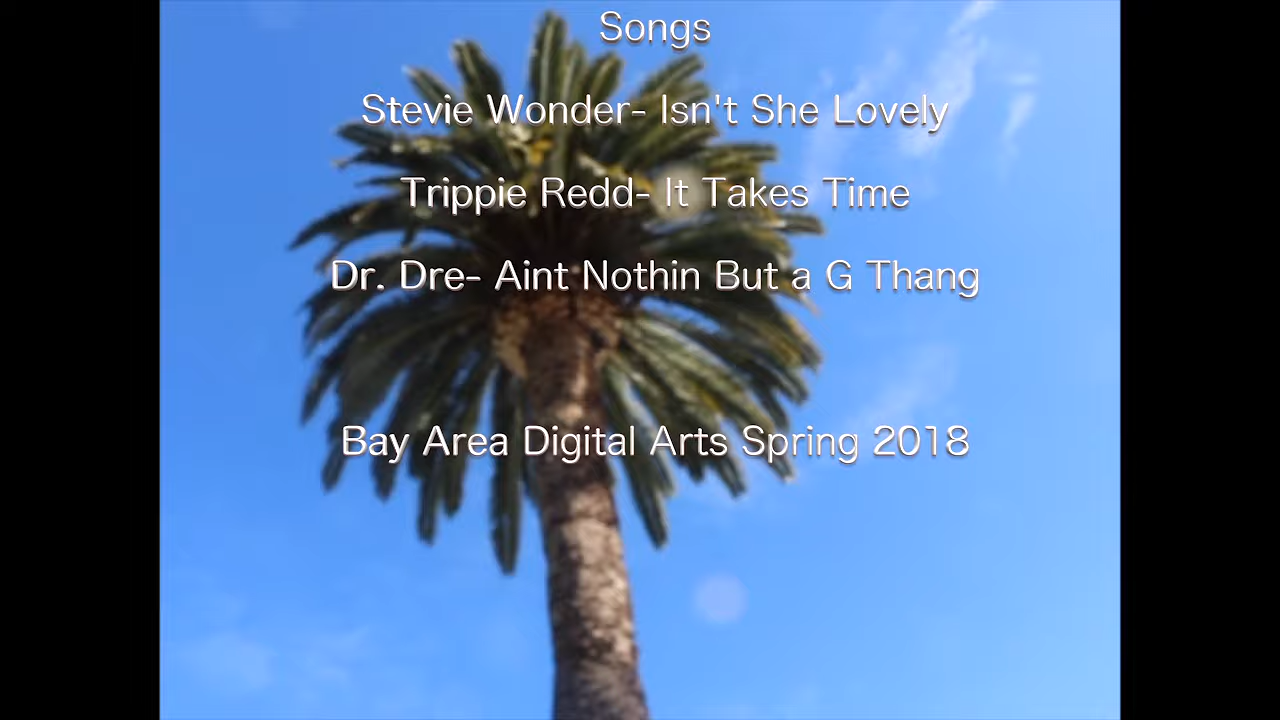 Songs
Stevie Wonder- Isn't She Lovely
Trippie Redd- It Takes Time
Dr. Dre- Aint Nothin But a G Thang
Bay Area Digital Arts Spring 2018